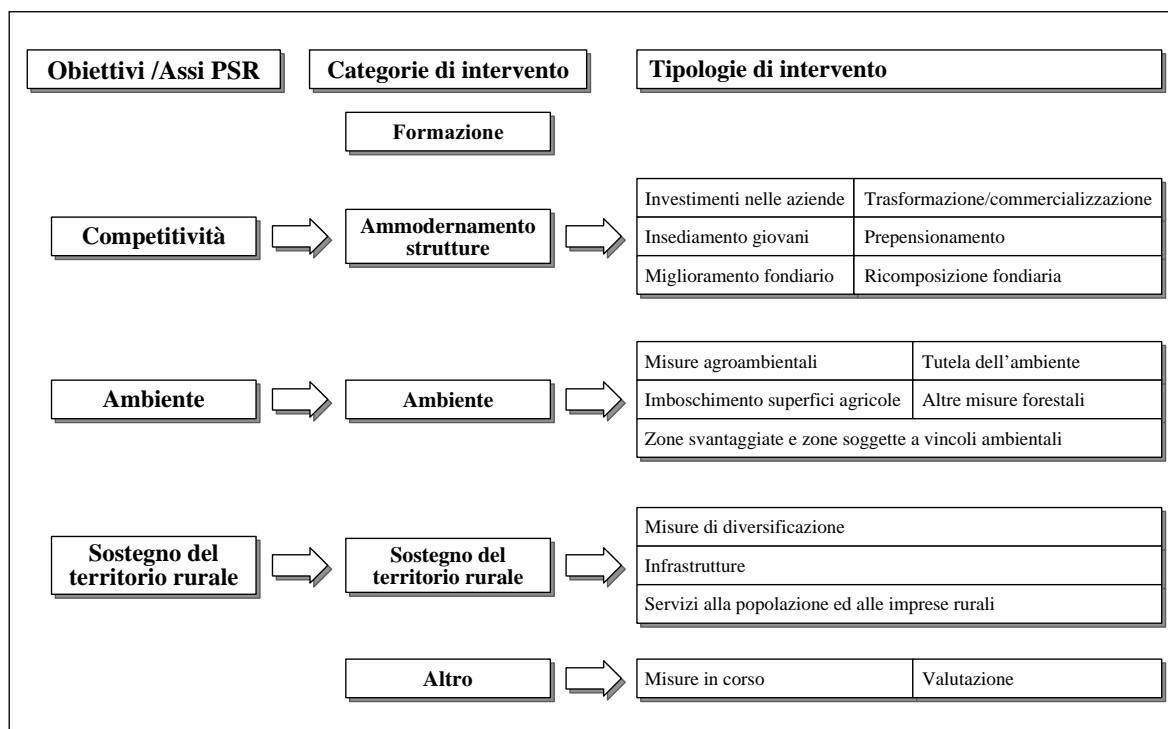 Obiettivi /Assi PSR
Categorie di intervento
Tipologie di intervento
Formazione
Competitività
Ammodernamento
strutture
Investimenti nelle aziende
Trasformazione/commercializzazione
Insediamento giovani
Prepensionamento
Miglioramento fondiario
Ricomposizione fondiaria
Ambiente
Ambiente
Misure agroambientali
Tutela dell’ambiente
Imboschimento superfici agricole
Altre misure forestali
Zone svantaggiate e zone soggette a vincoli ambientali
Sostegno del
territorio rurale
Sostegno del
territorio rurale
Misure di diversificazione
Infrastrutture
Servizi alla popolazione ed alle imprese rurali
Altro
Misure in corso
Valutazione